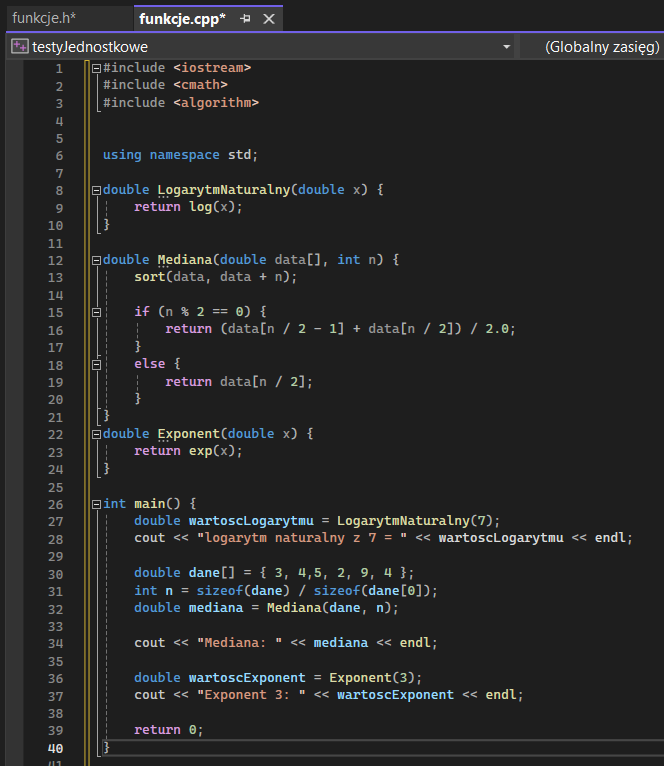 funkcje.h*
funkcje.cpp*
testyJednostkowe (Globalny zasięg)
1 #include <iostream>
2 #include <cmath>
3 #include <algorithm>
4
5
6 using namespace std;
7
8 double LogarytmNaturalny(double x) {
9 return log(x);
10 }
11
12 double Mediana(double data[], int n) {
13 sort(data, data + n);
14
15 if (n % 2 == 0) {
16 return (data[n / 2 - 1] + data[n / 2]) / 2.0;
17 }
18 else {
19 return data[n / 2];
20 }
21 }
22 double Exponent(double x) {
23 return exp(x);
24 }
25
26 int main() {
27 double wartoscLogarytmu = LogarytmNaturalny(7);
28 cout << "logarytm naturalny z 7 = " << wartoscLogarytmu << endl;
29
30 double dane[] = { 3, 4,5, 2, 9, 4 };
31 int n = sizeof(dane) / sizeof(dane[0]);
32 double mediana = Mediana(dane, n);
33
34 cout << "Mediana: " << mediana << endl;
35
36 double wartoscExponent = Exponent(3);
37 cout << "Exponent 3: " << wartoscExponent << endl;
38
39 return 0;
40 }
41